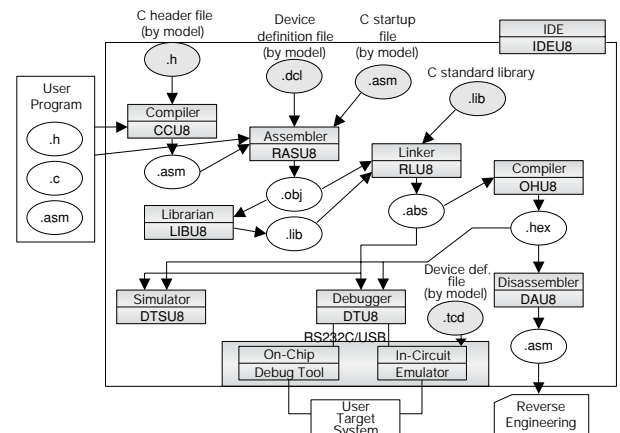 C header file
(by model)
Device
definition file
(by model)
C startup
file
(by model)
IDE
IDEU8
.h
.dcl
.asm
C standard library
.lib
User
Program
.h
.c
.asm
Compiler
CCU8
.asm
Assembler
RASU8
.obj
Librarian
LIBU8
.lib
Linker
RLU8
.abs
Compiler
OHU8
.hex
Simulator
DTSU8
Debugger
DTU8
Device def.
file
(by model)
.tcd
Disassembler
DAU8
.asm
RS232C/USB
On-Chip
Debug Tool
In-Circuit
Emulator
User
Target
System
Reverse
Engineering